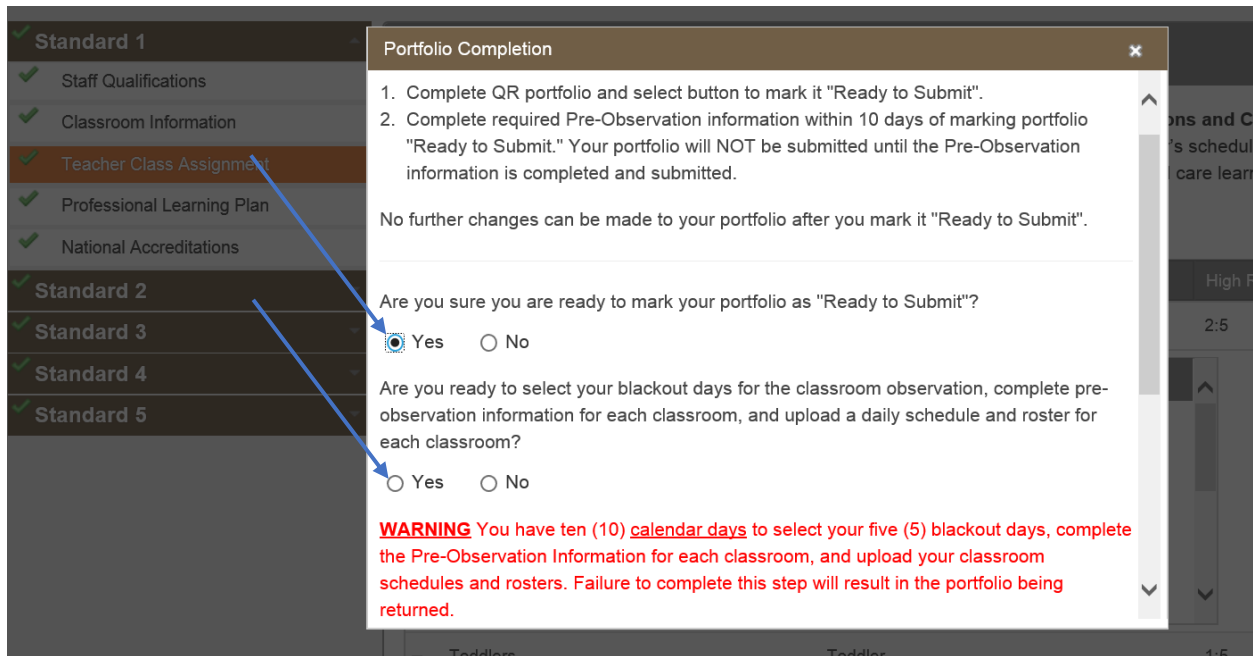 Standard 1
Staff Qualifications
Classroom Information
Teacher Class Assignment
Professional Learning Plan
National Accreditations
Standard 2
Standard 3
Standard 4
Standard 5
Portfolio Completion
1. Complete QR portfolio and select button to mark it "Ready to Submit".
2. Complete required Pre-Observation information within 10 days of marking portfolio
"Ready to Submit." Your portfolio will NOT be submitted until the Pre-Observation
information is completed and submitted.
No further changes can be made to your portfolio after you mark it "Ready to Submit".
Are you sure you are ready to mark your portfolio as "Ready to Submit"?
Yes No
Are you ready to select your blackout days for the classroom observation, complete pre-
observation information for each classroom, and upload a daily schedule and roster for
each classroom?
Yes No
WARNING You have ten (10) calendar days to select your five (5) blackout days, complete
the Pre-Observation Information for each classroom, and upload your classroom
schedules and rosters. Failure to complete this step will result in the portfolio being
returned.
and
care
High
2:5
Toddlers Toddler 1:5